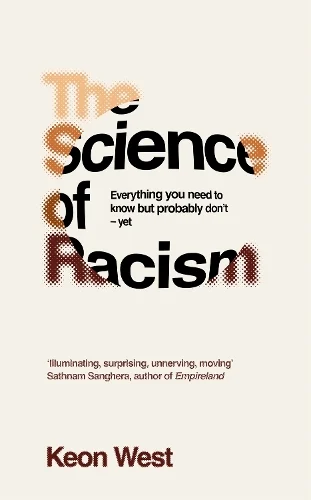 The
Science
of
Everything you need to
know but probably don't
– yet
Racism
‘Illuminating, surprising, unnerving, moving’
Sathnam Sanghera, author of Empireland
Keon West